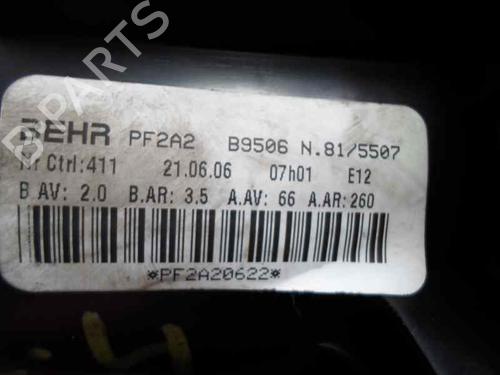 B PARTS
BEHR PF2A2 B9506 N.81/5507
Ctrl:411 21.06.06 07h01 E12
B.AV: 2.0 B.AR: 3.5 A.AV: 66 A.AR:260
*PF2A20622*